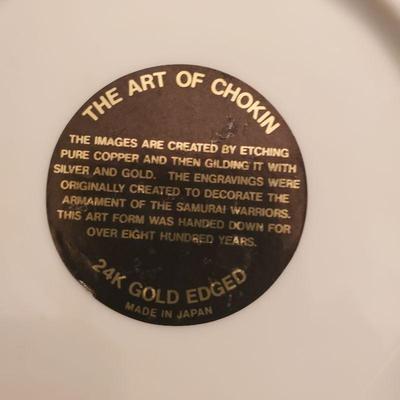 THE ART OF CHOKIN
THE IMAGES ARE CREATED BY ETCHING
PURE COPPER AND THEN GILDING IT WITH
SILVER AND GOLD. THE ENGRAVINGS WERE
ORIGINALLY CREATED TO DECORATE THE
ARMAMENT OF THE SAMURAI WARRIORS.
THIS ART FORM WAS HANDED DOWN FOR
OVER EIGHT HUNDRED YEARS.
24K GOLD EDGED
MADE IN JAPAN